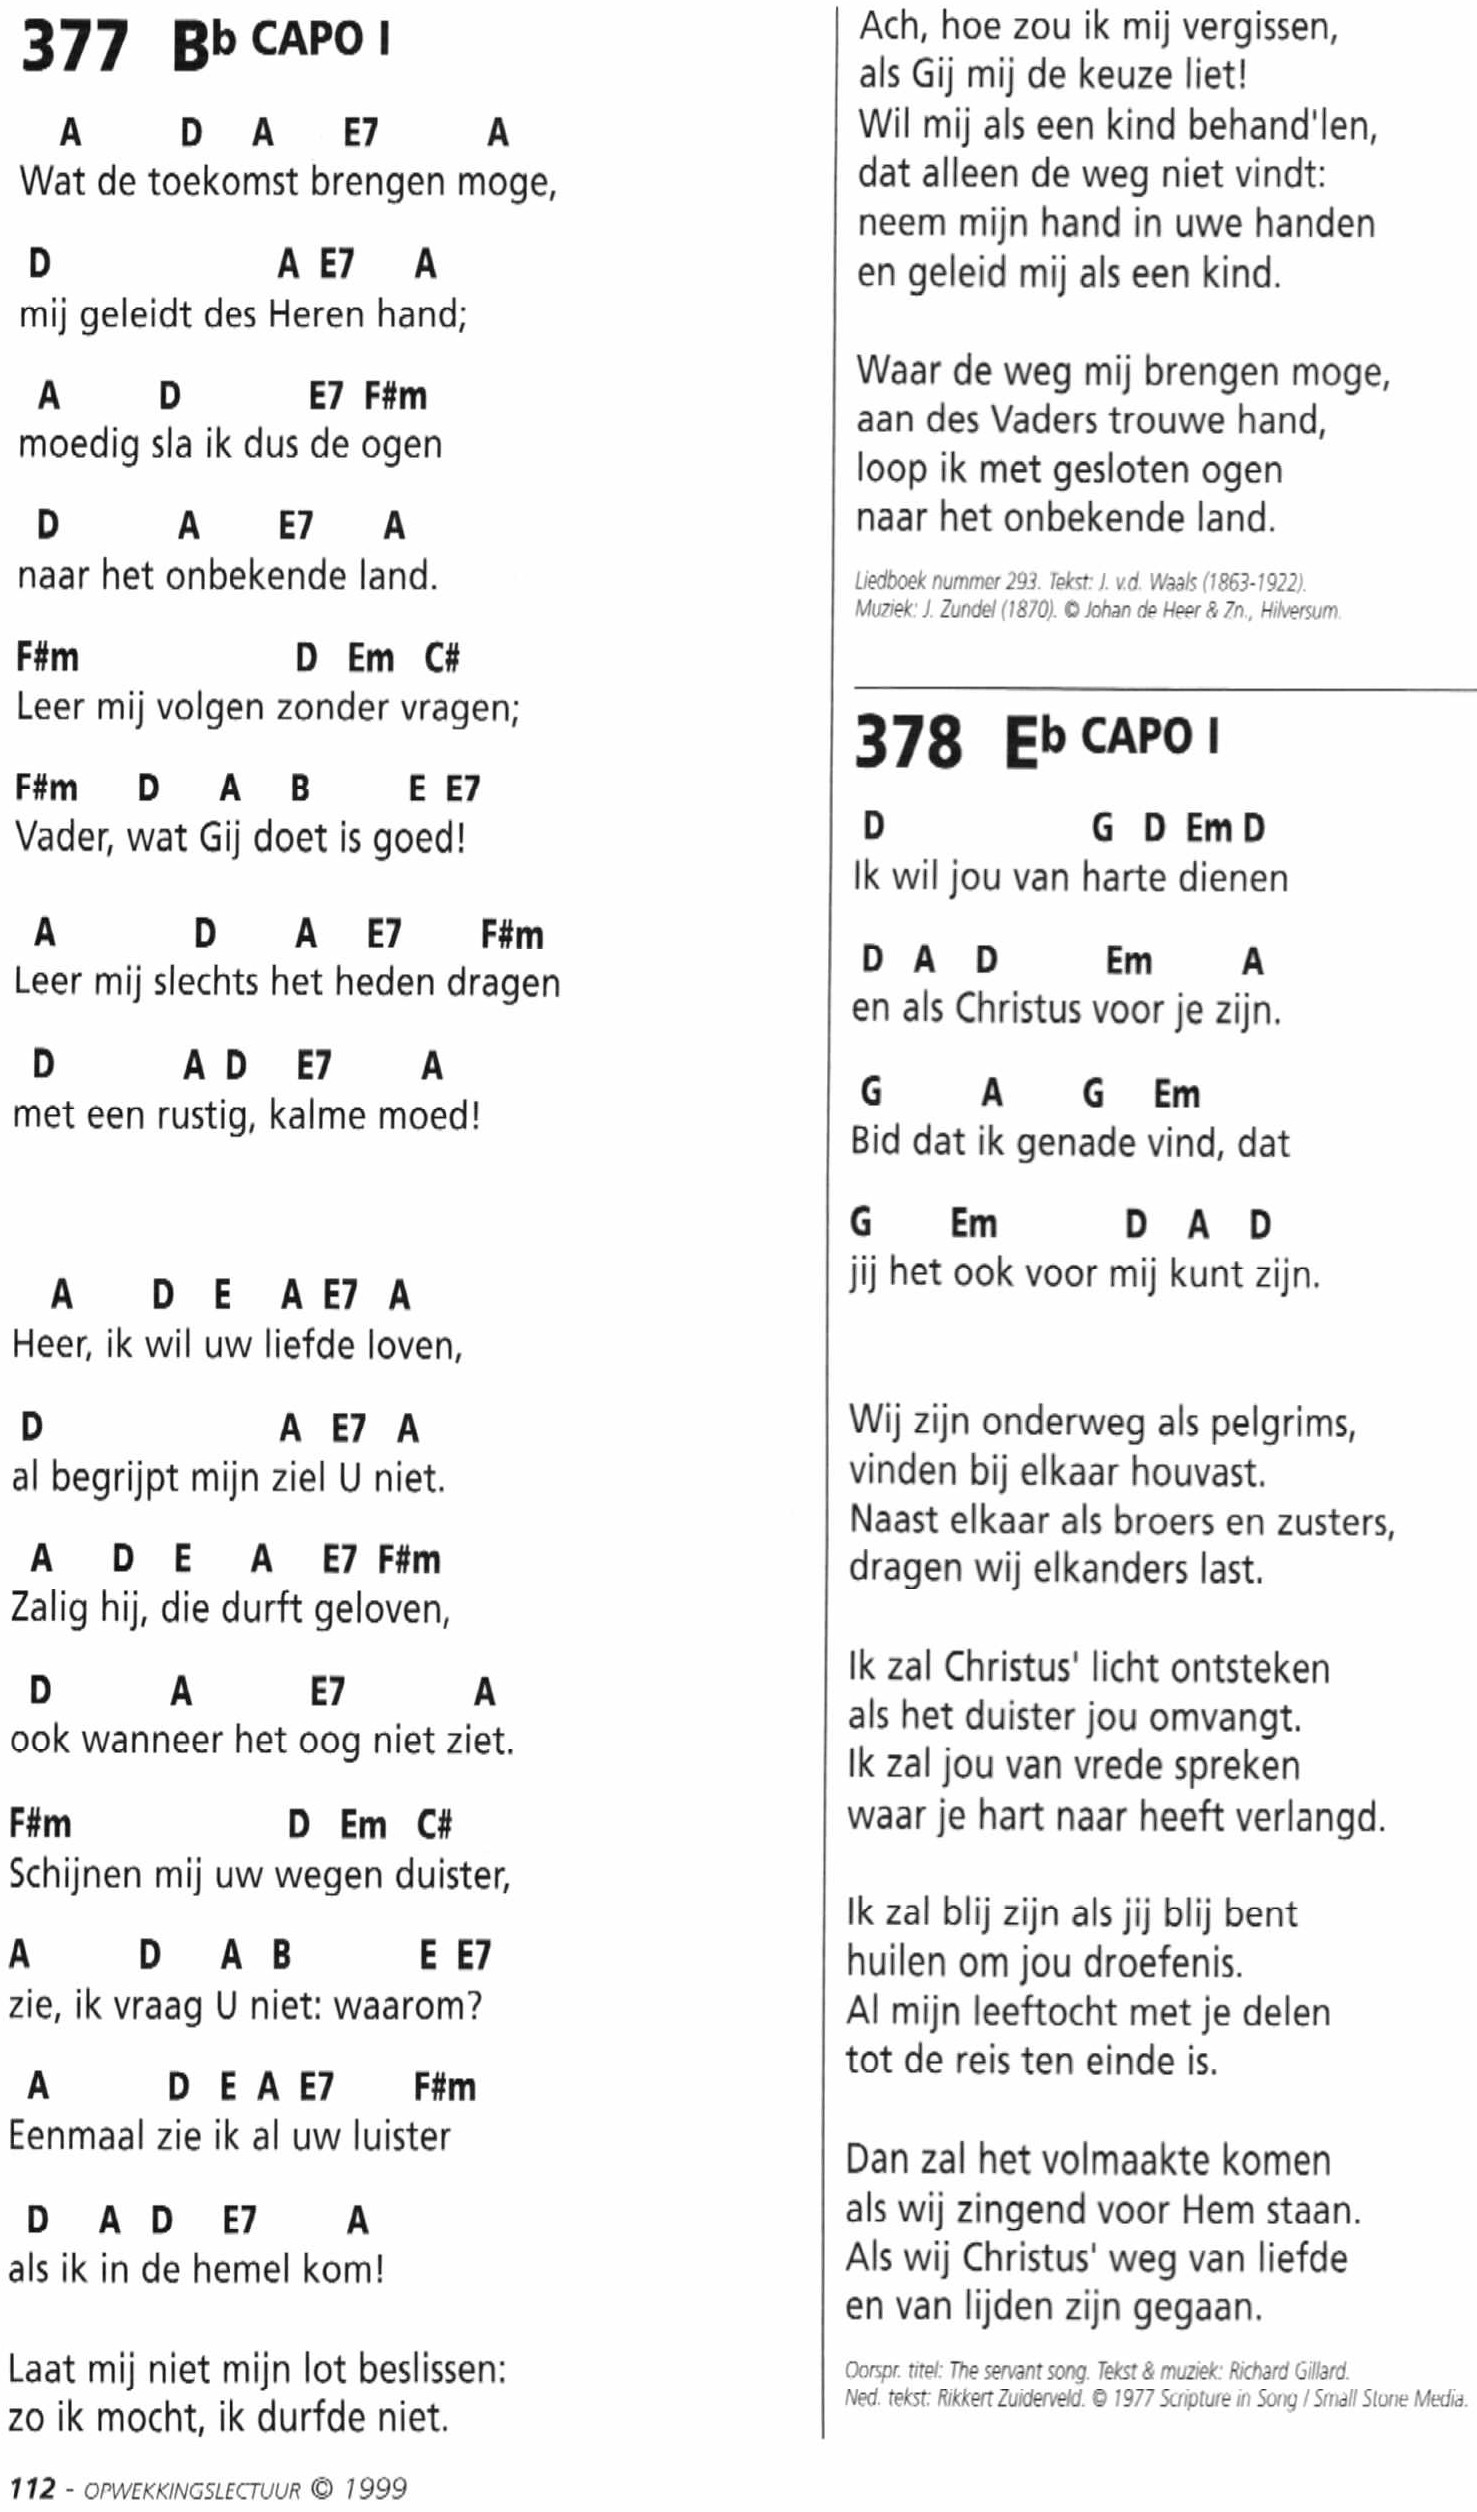 377 Bb CAPO I
A D A E7 A
Wat de toekomst brengen moge,
D A E7 A
mij geleidt des Heren hand;
A D E7 F#m
moedig sla ik dus de ogen
D A E7 A
naar het onbekende land.
F#m D Em C#
Leer mij volgen zonder vragen;
F#m D A B E E7
Vader, wat Gij doet is goed!
A D A E7 F#m
Leer mij slechts het heden dragen
D A D E7 A
met een rustig, kalme moed!
A D E A E7 A
Heer, ik wil uw liefde loven,
D A E7 A
al begrijpt mijn ziel U niet.
A D E A E7 F#m
Zalig hij, die durft geloven,
D A E7 A
ook wanneer het oog niet ziet.
F#m D Em C#
Schijnen mij uw wegen duister,
A D A B E E7
zie, ik vraag U niet: waarom?
A D E A E7 F#m
Eenmaal zie ik al uw luister
D A D E7 A
als ik in de hemel kom!
Laat mij niet mijn lot beslissen:
zo ik mocht, ik durfde niet.
Ach, hoe zou ik mij vergissen,
als Gij mij de keuze liet!
Wil mij als een kind behand'len,
dat alleen de weg niet vindt:
neem mijn hand in uwe handen
en geleid mij als een kind.
Waar de weg mij brengen moge,
aan des Vaders trouwe hand,
loop ik met gesloten ogen
naar het onbekende land.
Liedboek nummer 293. Tekst: J. v.d. Waals (1863-1922).
Muziek: J. Zundel (1870). © Johan de Heer & Zn., Hilversum.
378 Eb CAPO I
D G D Em D
Ik wil jou van harte dienen
D A D Em A
en als Christus voor je zijn.
G A G Em
Bid dat ik genade vind, dat
G Em D A D
jij het ook voor mij kunt zijn.
Wij zijn onderweg als pelgrims,
vinden bij elkaar houvast.
Naast elkaar als broers en zusters,
dragen wij elkanders last.
Ik zal Christus' licht ontsteken
als het duister jou omvangt.
Ik zal jou van vrede spreken
waar je hart naar heeft verlangd.
Ik zal blij zijn als jij blij bent
huilen om jou droefenis.
Al mijn leeftocht met je delen
tot de reis ten einde is.
Dan zal het volmaakte komen
als wij zingend voor Hem staan.
Als wij Christus' weg van liefde
en van lijden zijn gegaan.
Oorspr. titel: The servant song. Tekst & muziek: Richard Gillard.
Ned. tekst: Rikkert Zuiderveld. © 1977 Scripture in Song / Small Stone Media.
112 - OPWEKKINGSLECTUUR © 1999